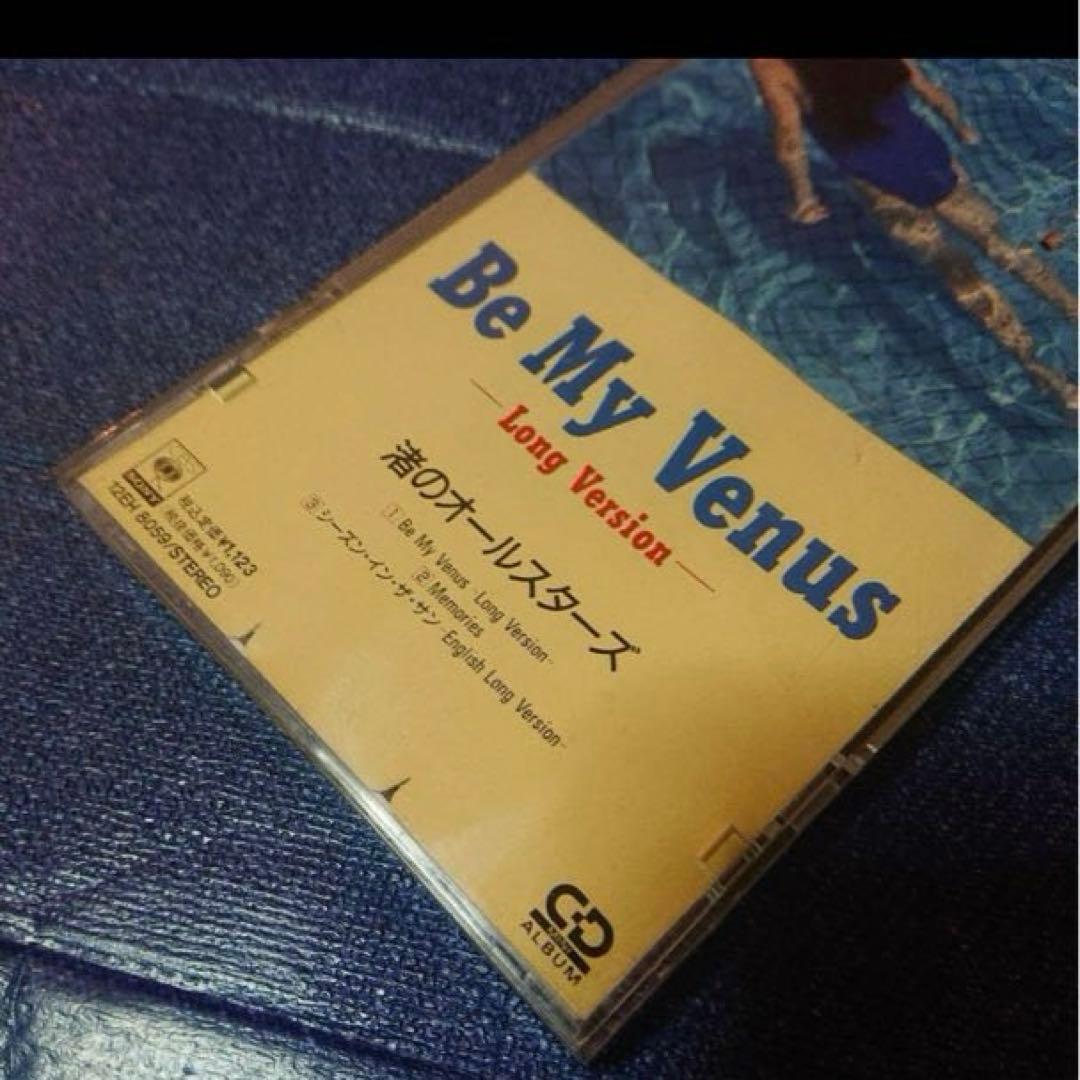 Be My Venus
Long Version
渚のオールスターズ
1 Be My Venus -Long Version-
2 Memories
3 シーズン・イン・ザ・サン -English Long Version-
SONY
税込定価¥1,123
税抜価格¥1,090
12EH 8059/STEREO
CD
ALBUM